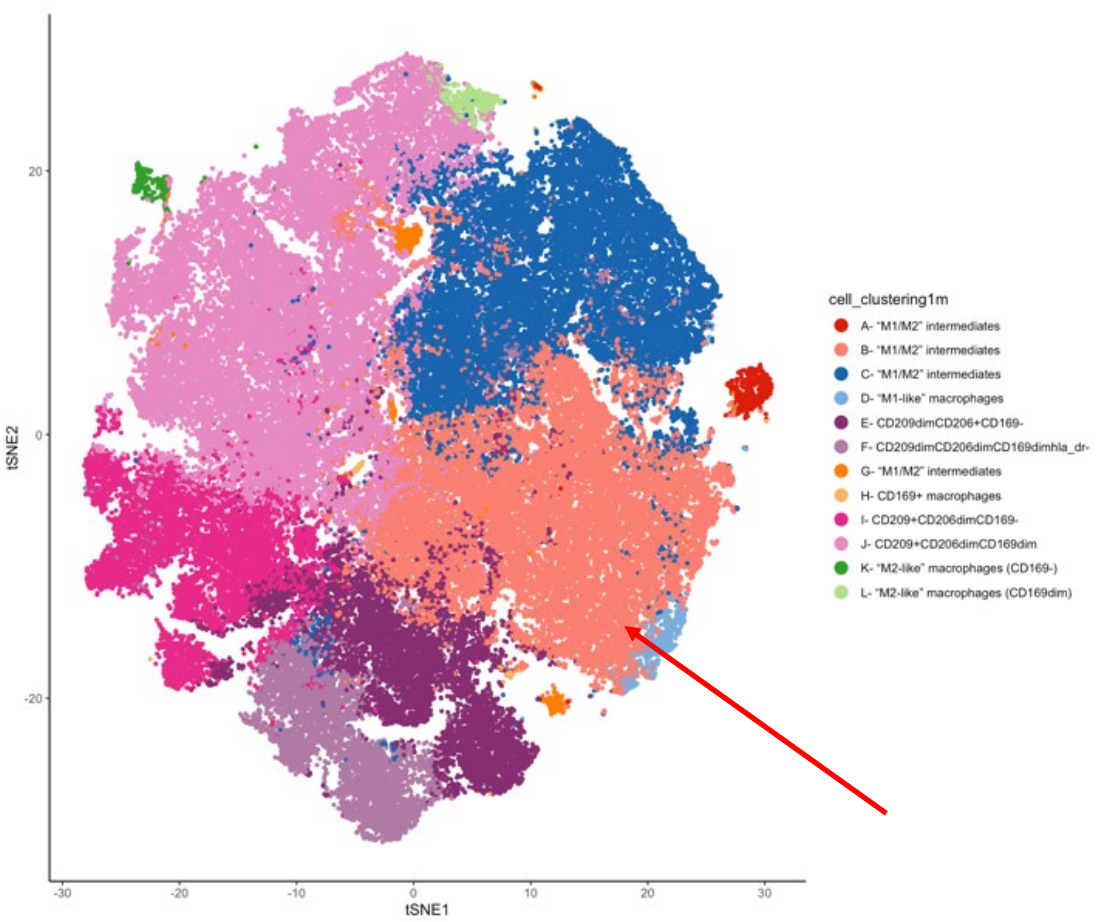 20
0
-20
tSNE2
-30
-20
-10
0
10
20
30
tSNE1
cell_clustering1m
A- “M1/M2” intermediates
B- “M1/M2” intermediates
C- “M1/M2” intermediates
D- “M1-like” macrophages
E- CD209dimCD206+CD169-
F- CD209dimCD206dimCD169dimhla_dr-
G- “M1/M2” intermediates
H- CD169+ macrophages
I- CD209+CD206dimCD169-
J- CD209+CD206dimCD169dim
K- “M2-like” macrophages (CD169-)
L- “M2-like” macrophages (CD169dim)